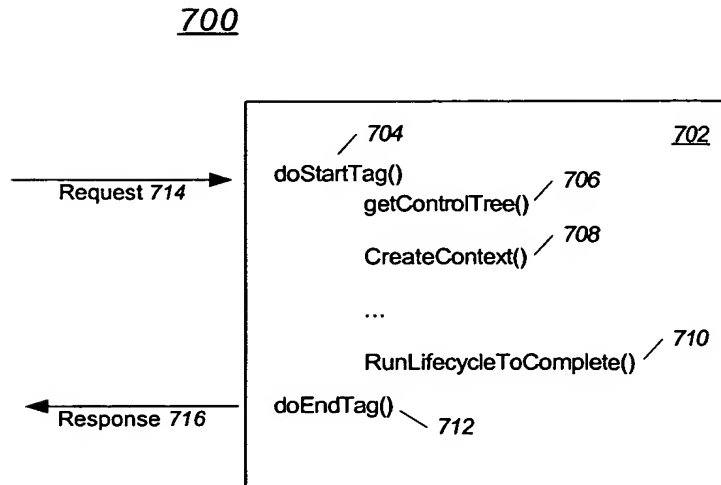 700
704
702
doStartTag()
Request 714
706
getControlTree()
708
CreateContext()
...
710
RunLifecycleToComplete()
doEndTag()
Response 716
712